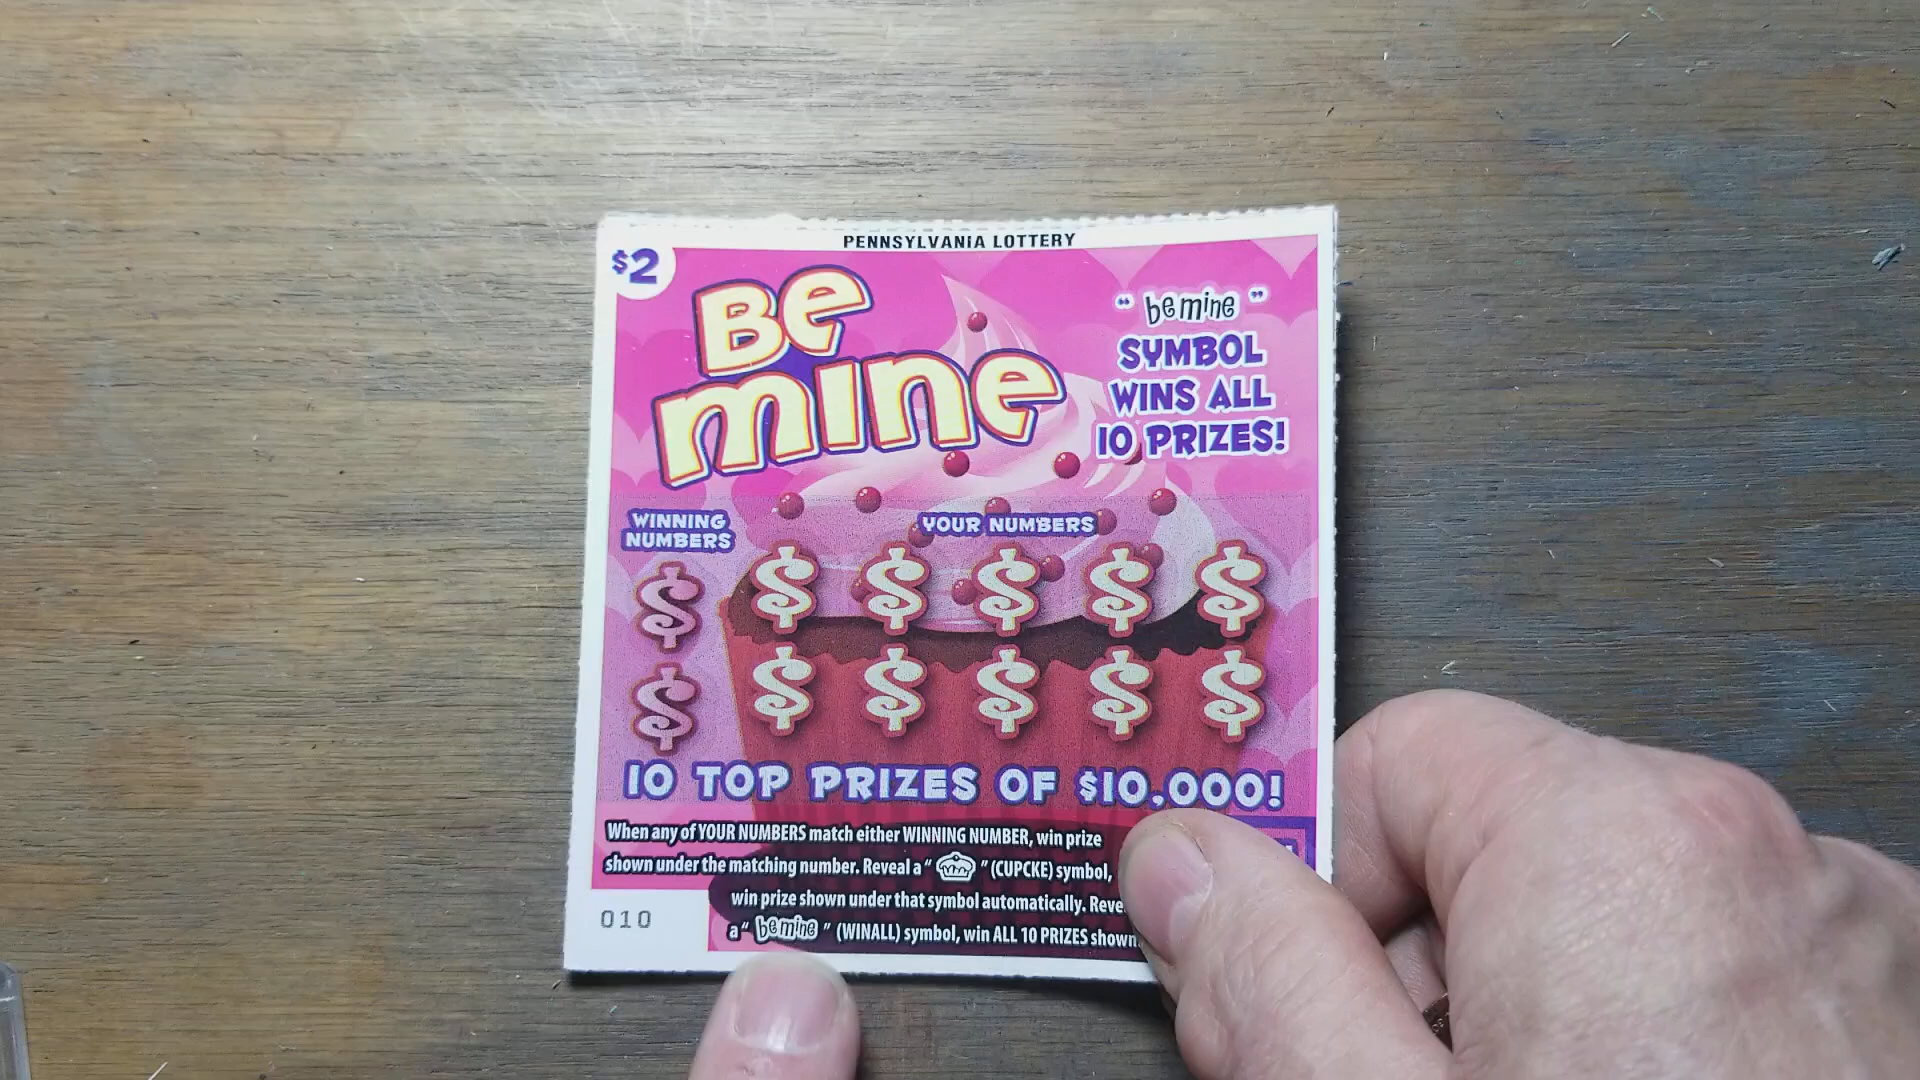 PENNSYLVANIA LOTTERY
$2
Be
mine
"be mine"
SYMBOL
WINS ALL
10 PRIZES!
WINNING
NUMBERS
YOUR NUMBERS
$ $ $ $ $ $
$ $ $ $ $ $
10 TOP PRIZES OF $10,000!
When any of YOUR NUMBERS match either WINNING NUMBER, win prize
shown under the matching number. Reveal a " " (CUPCKE) symbol,
win prize shown under that symbol automatically.
a "be mine" (WINALL) symbol, win ALL 10 PRIZES shown
010